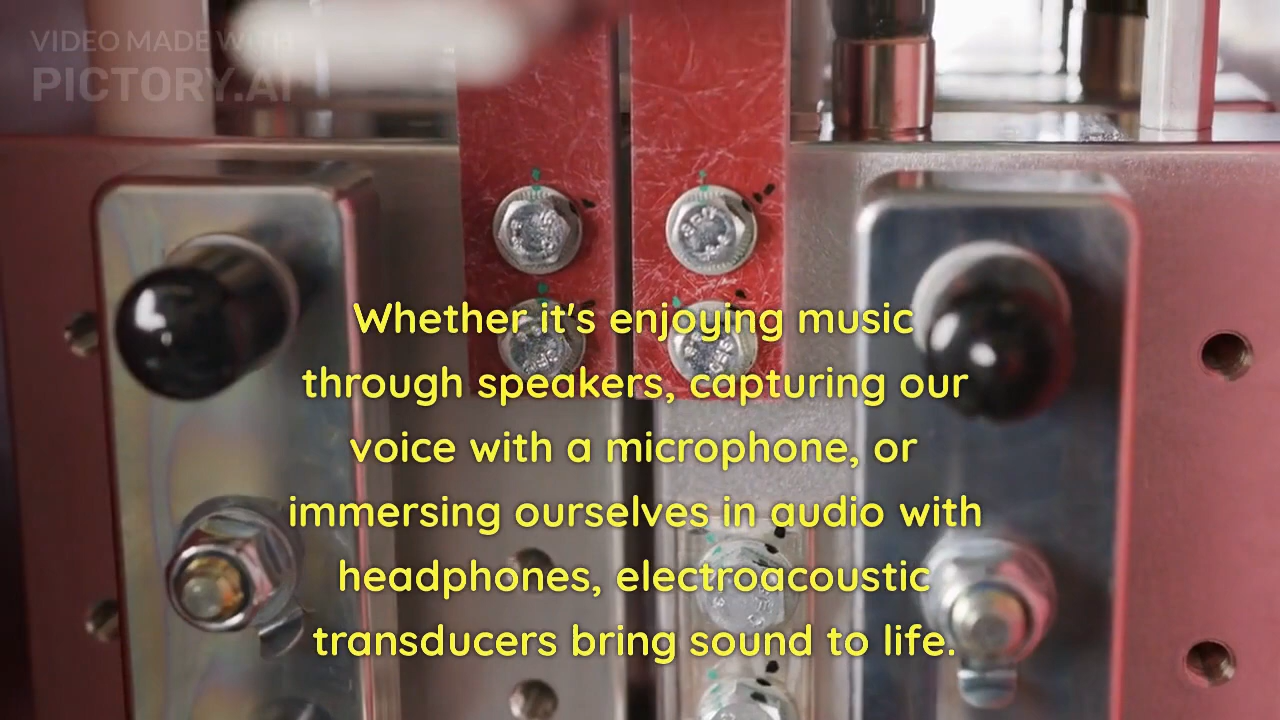 VIDEO MADE WITH
PICTORY.AI
Whether it's enjoying music
through speakers, capturing our
voice with a microphone, or
immersing ourselves in audio with
headphones, electroacoustic
transducers bring sound to life.